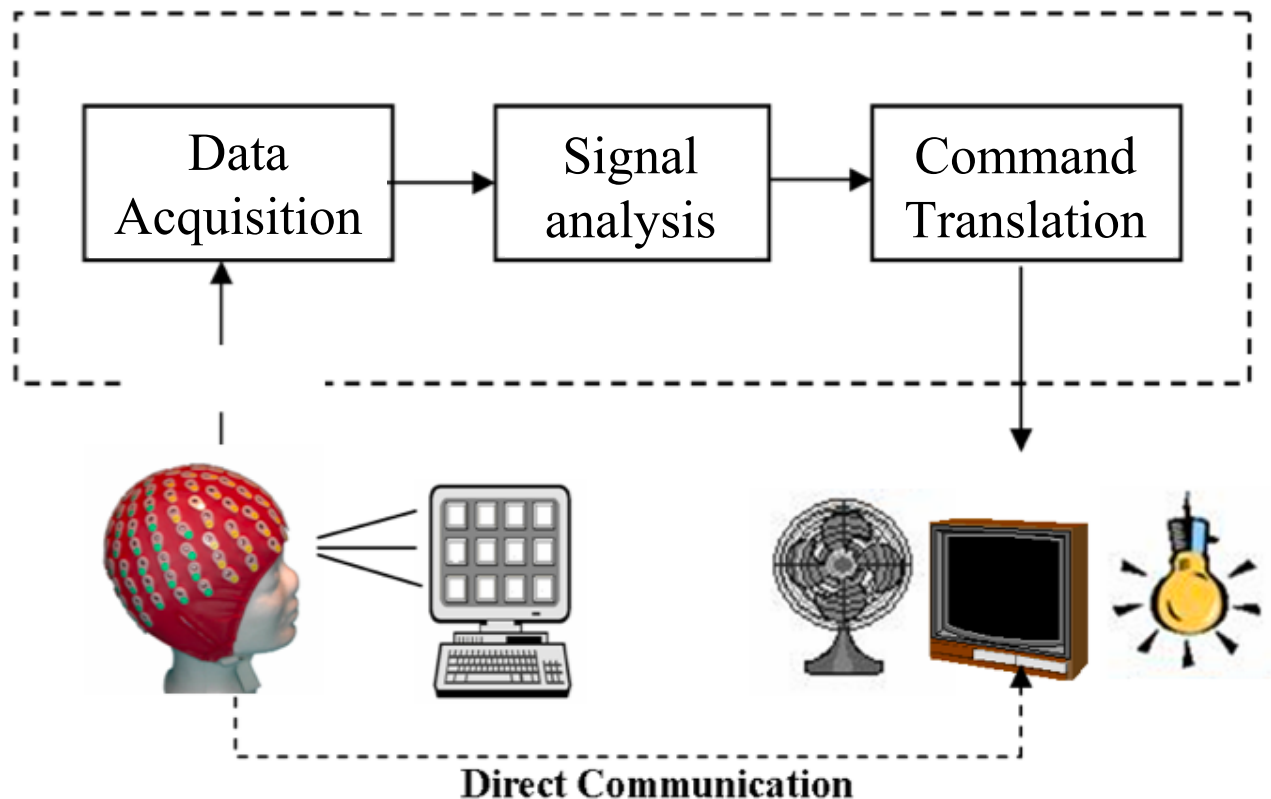 Data
Acquisition
Signal
analysis
Command
Translation
Direct Communication